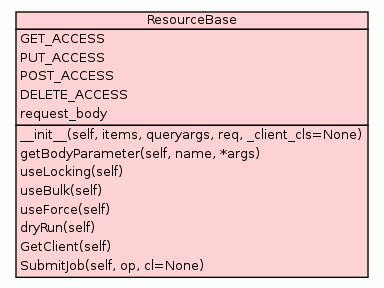 ResourceBase
GET_ACCESS
PUT_ACCESS
POST_ACCESS
DELETE_ACCESS
request_body
__init__(self, items, queryargs, req, _client_cls=None)
getBodyParameter(self, name, *args)
useLocking(self)
useBulk(self)
useForce(self)
dryRun(self)
GetClient(self)
SubmitJob(self, op, cl=None)